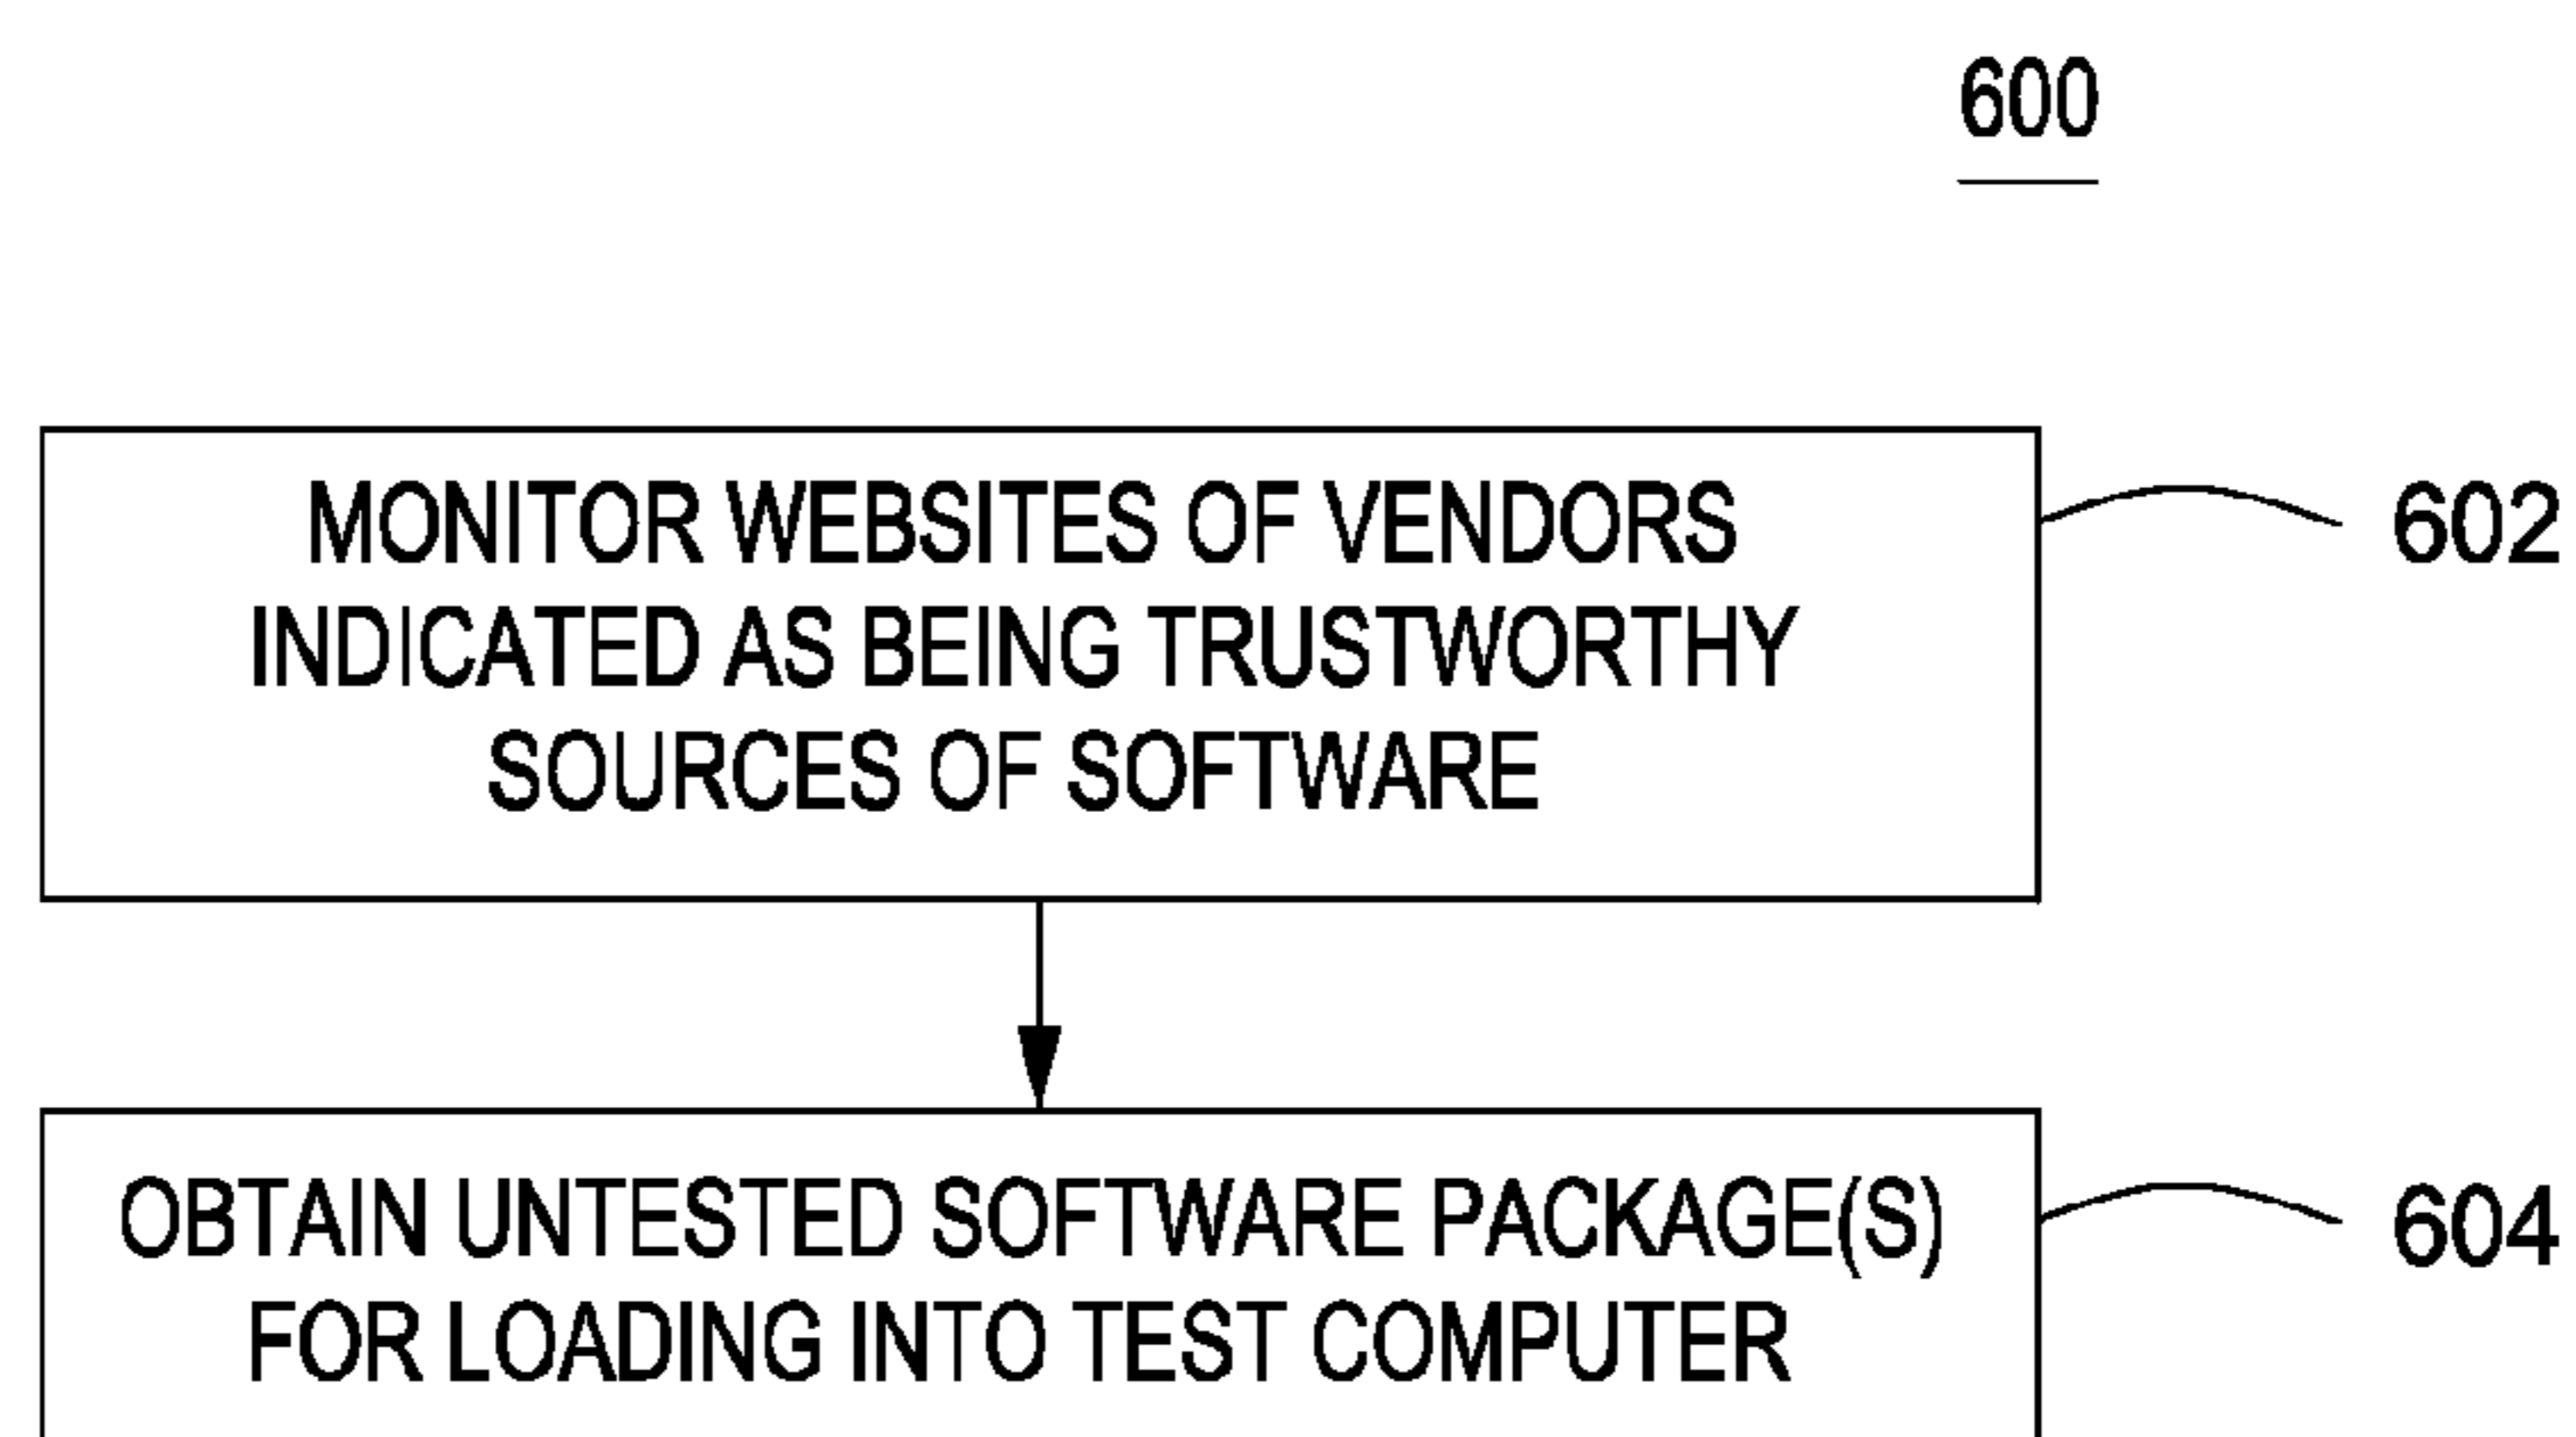 600
MONITOR WEBSITES OF VENDORS
INDICATED AS BEING TRUSTWORTHY
SOURCES OF SOFTWARE
602
OBTAIN UNTESTED SOFTWARE PACKAGE(S)
FOR LOADING INTO TEST COMPUTER
604